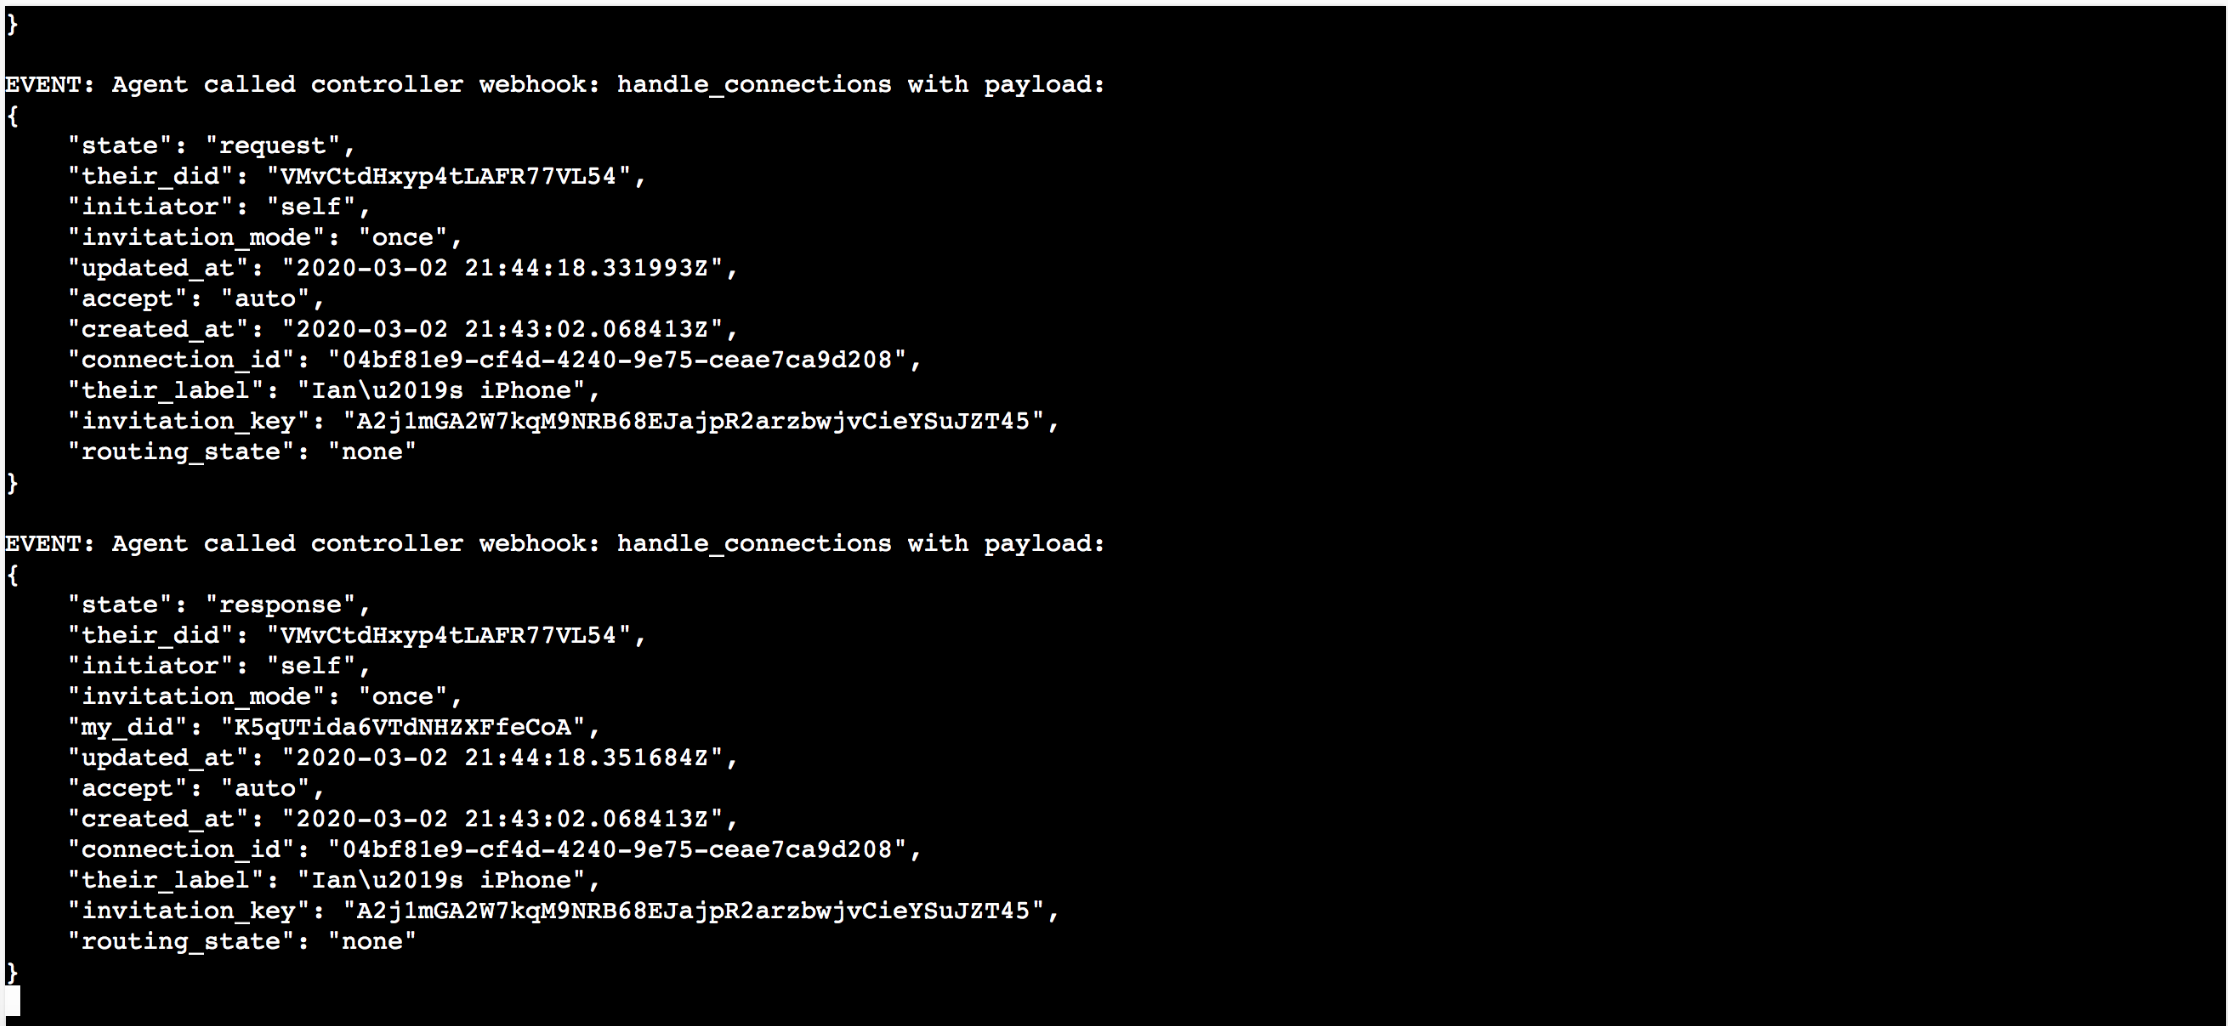 }
EVENT: Agent called controller webhook: handle_connections with payload:
{
    "state": "request",
    "their_did": "VMvCtdHxyp4tLAFR77VL54",
    "initiator": "self",
    "invitation_mode": "once",
    "updated_at": "2020-03-02 21:44:18.331993Z",
    "accept": "auto",
    "created_at": "2020-03-02 21:43:02.068413Z",
    "connection_id": "04bf81e9-cf4d-4240-9e75-ceae7ca9d208",
    "their_label": "Ian\u2019s iPhone",
    "invitation_key": "A2j1mGA2W7kqM9NRB68EJajpR2arzbwjvCieYSuJZT45",
    "routing_state": "none"
}
EVENT: Agent called controller webhook: handle_connections with payload:
{
    "state": "response",
    "their_did": "VMvCtdHxyp4tLAFR77VL54",
    "initiator": "self",
    "invitation_mode": "once",
    "my_did": "K5qUTida6VTdNHZXFfeCoA",
    "updated_at": "2020-03-02 21:44:18.351684Z",
    "accept": "auto",
    "created_at": "2020-03-02 21:43:02.068413Z",
    "connection_id": "04bf81e9-cf4d-4240-9e75-ceae7ca9d208",
    "their_label": "Ian\u2019s iPhone",
    "invitation_key": "A2j1mGA2W7kqM9NRB68EJajpR2arzbwjvCieYSuJZT45",
    "routing_state": "none"
}